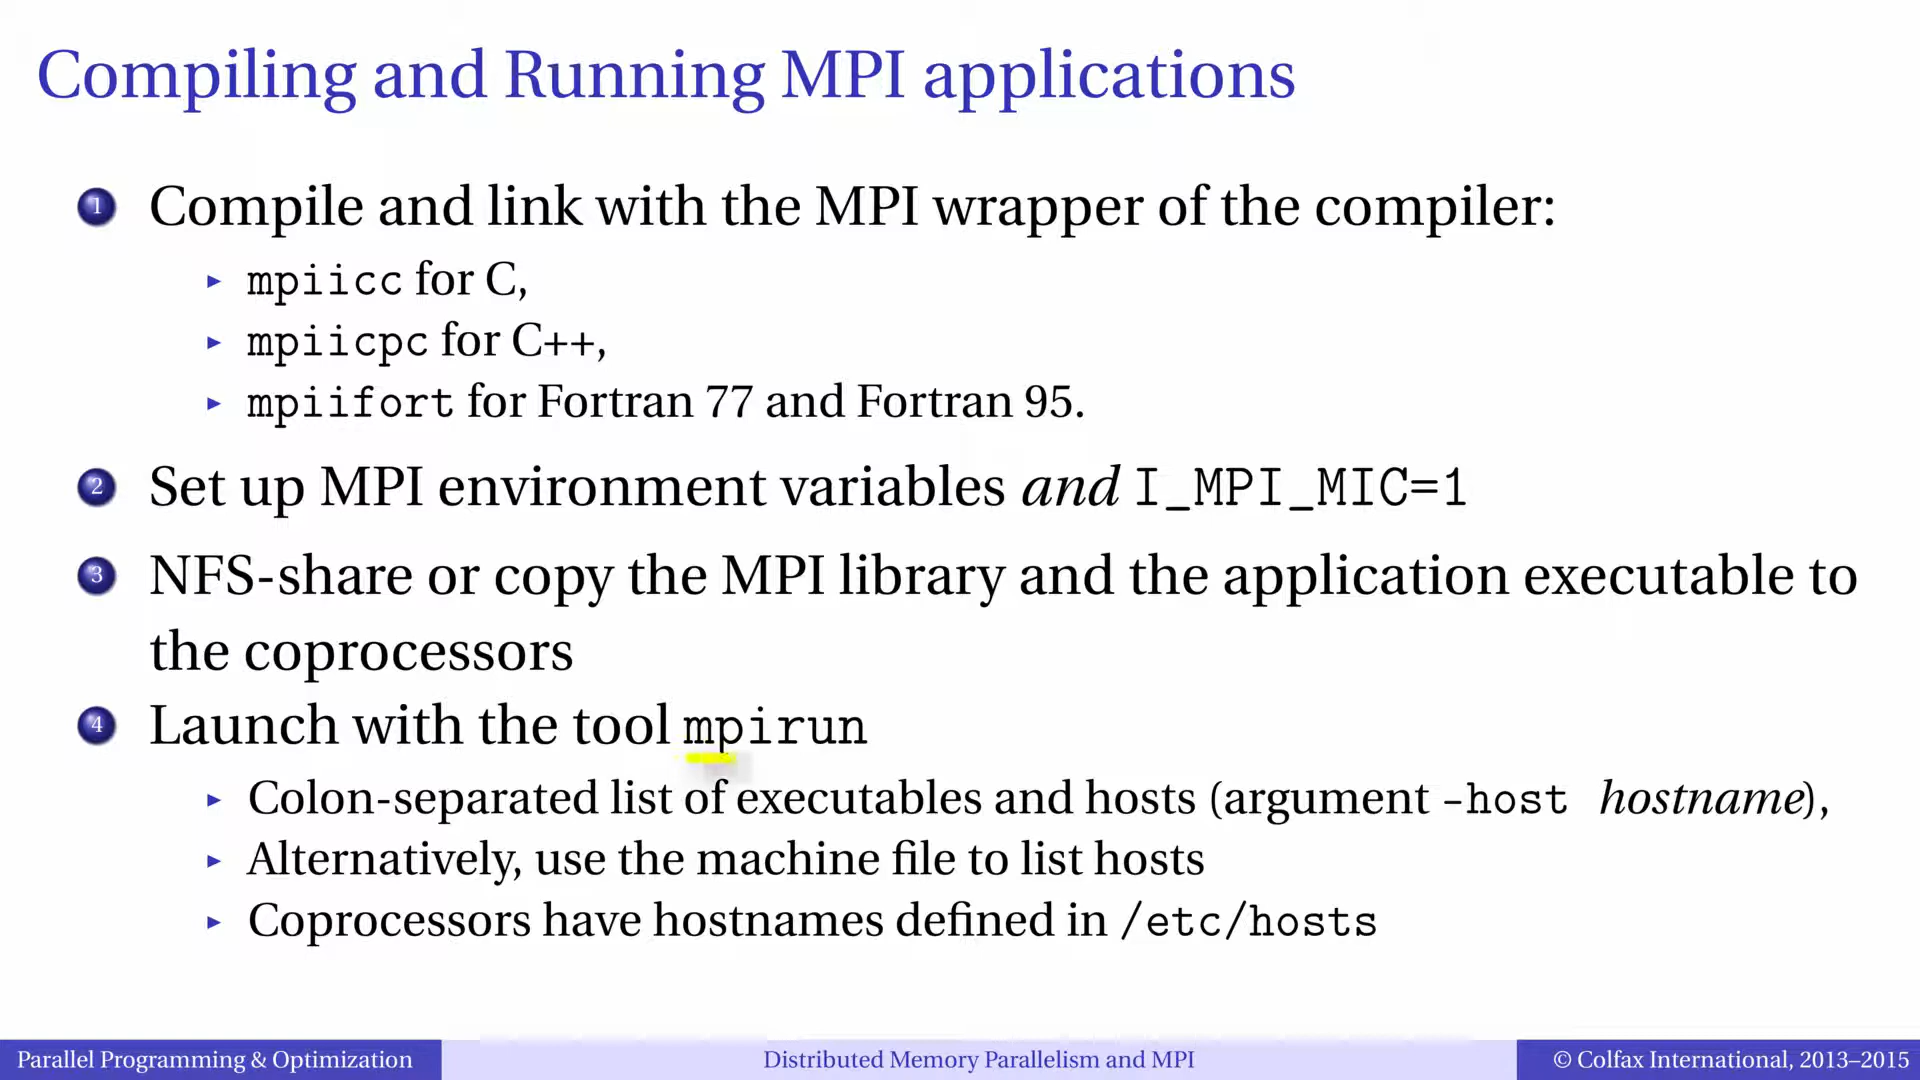 Compiling and Running MPI applications
1 Compile and link with the MPI wrapper of the compiler:
▸ mpiicc for C,
▸ mpiicpc for C++,
▸ mpiifort for Fortran 77 and Fortran 95.
2 Set up MPI environment variables and I_MPI_MIC=1
3 NFS-share or copy the MPI library and the application executable to
the coprocessors
4 Launch with the tool mpirun
▸ Colon-separated list of executables and hosts (argument -host hostname),
▸ Alternatively, use the machine file to list hosts
▸ Coprocessors have hostnames defined in /etc/hosts
Parallel Programming & Optimization
Distributed Memory Parallelism and MPI
© Colfax International, 2013–2015